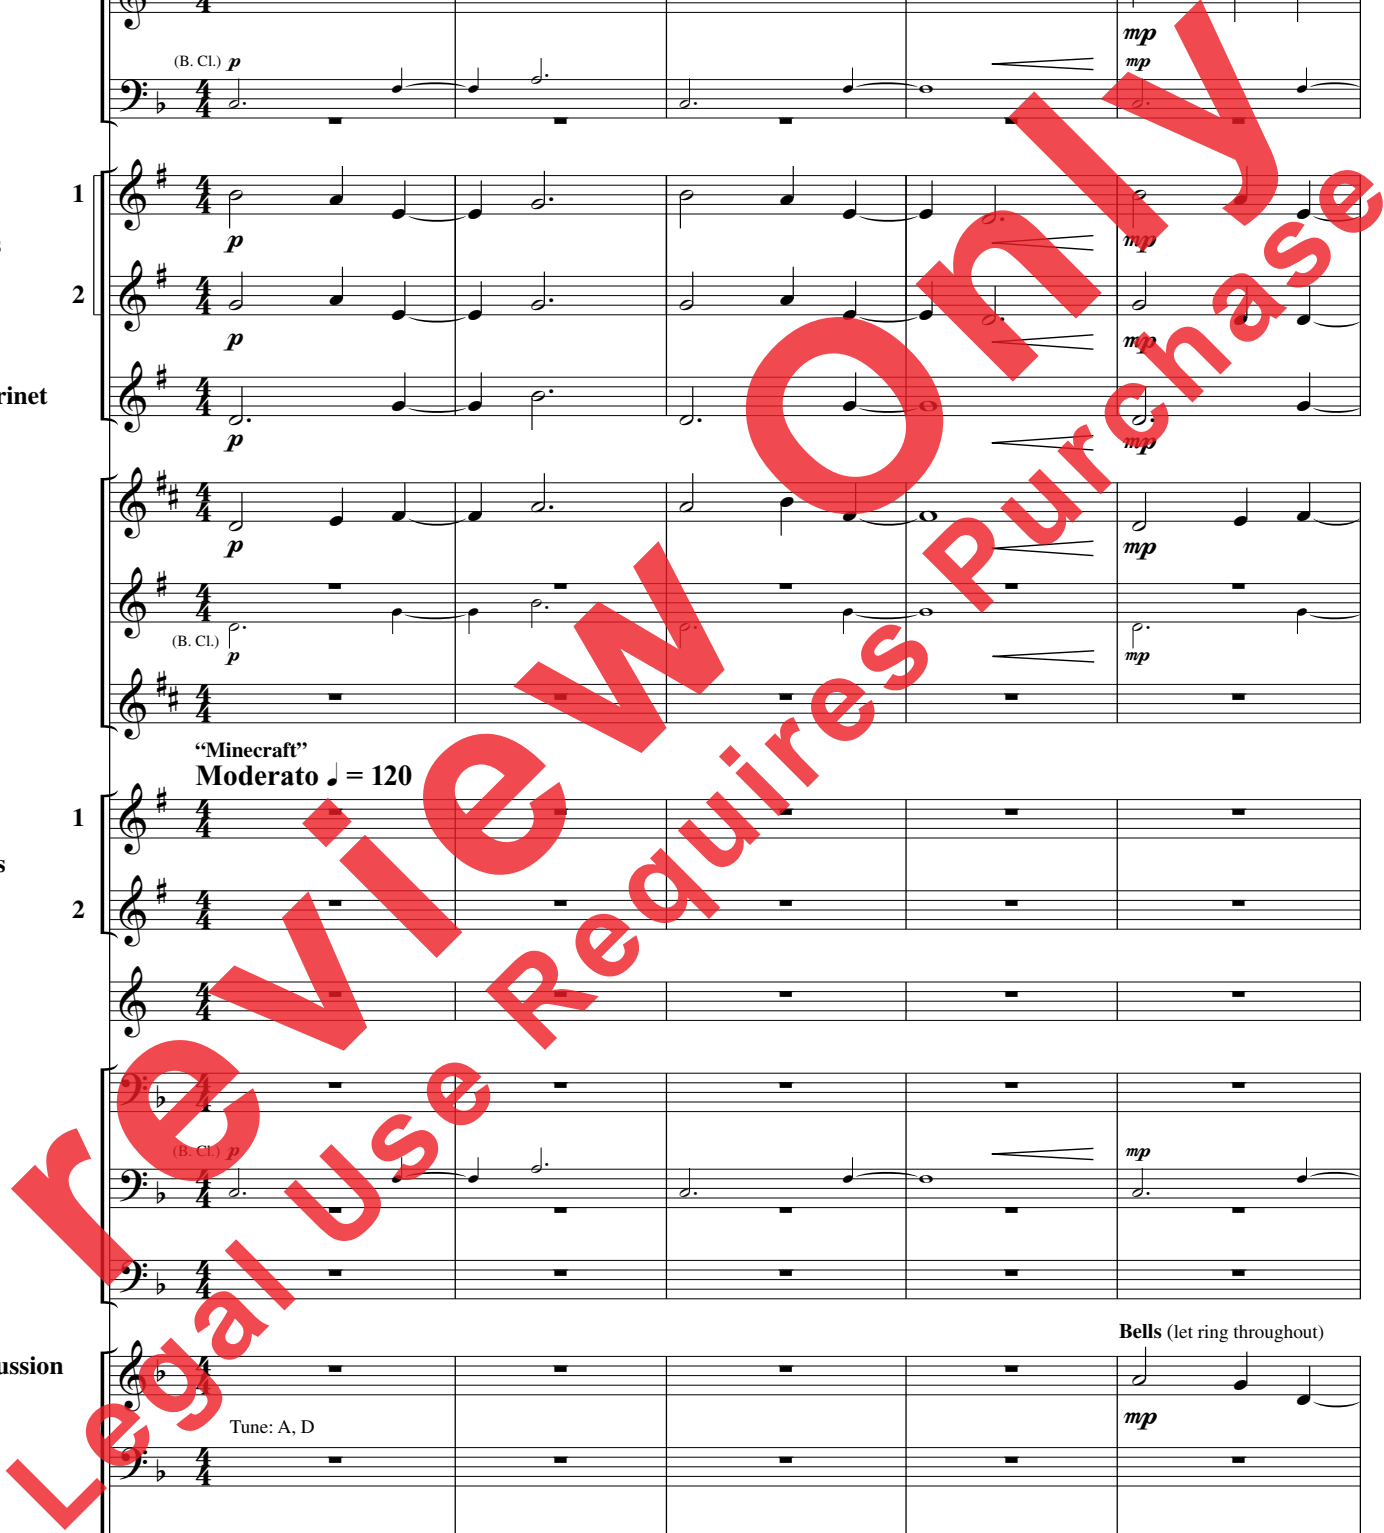 mp
(B. Cl.) p
mp
1
p
mp
s
2
p
mp
rinet
p
mp
p
mp
(B. Cl.)
p
mp
“Minecraft”
Moderato ♩ = 120
1
s
2
(B. Cl.) p
mp
Bells (let ring throughout)
ussion
mp
Tune: A, D
review Only
Legal Use Requires Purchase